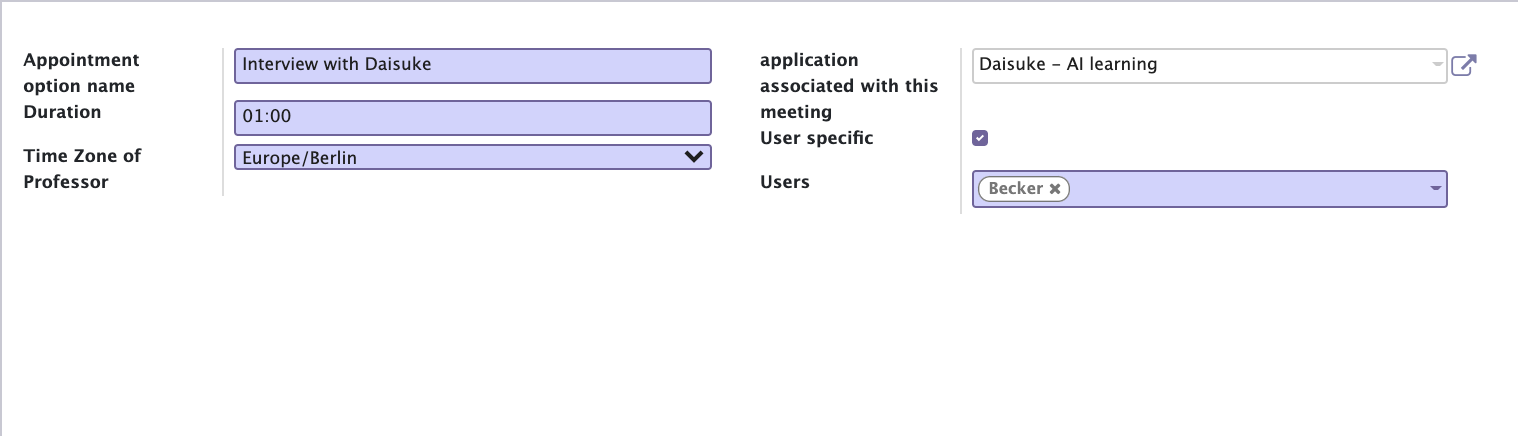 Appointment
option name
Interview with Daisuke
Duration
01:00
Time Zone of
Professor
Europe/Berlin
application
associated with this
meeting
Daisuke – AI learning
User specific
Users
Becker